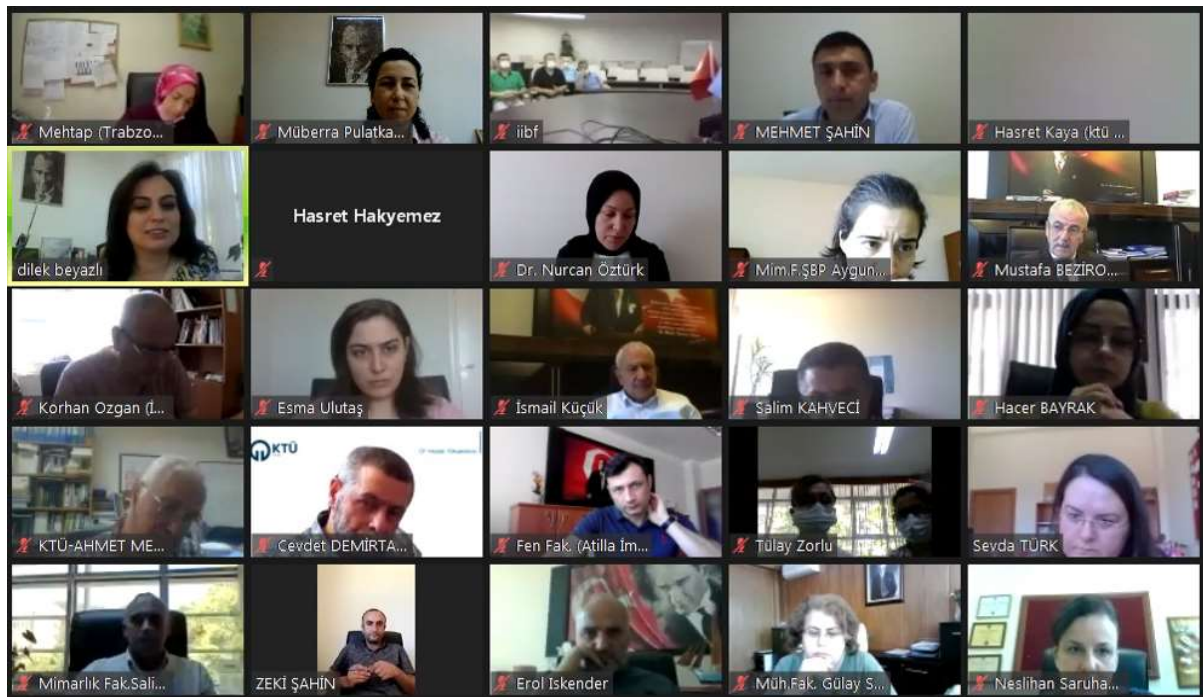 Mehtap (Trabzo...
Müberra Pulatka...
iibf
MEHMET ŞAHİN
Hasret Kaya (ktü ...
dilek beyazlı
Hasret Hakyemez
Dr. Nurcan Öztürk
Mim.F.ŞBP Aygun...
Mustafa BEZİRO...
Korhan Ozgan (İ...
Esma Ulutaş
İsmail Küçük
Salim KAHVECİ
Hacer BAYRAK
KTÜ
KTÜ-AHMET ME...
Cevdet DEMİRTA...
Fen Fak. (Atilla İm...
Tülay Zorlu
Sevda TÜRK
Mimarlık Fak.Sali...
ZEKİ ŞAHİN
Erol Iskender
Müh.Fak. Gülay S...
Neslihan Saruha...